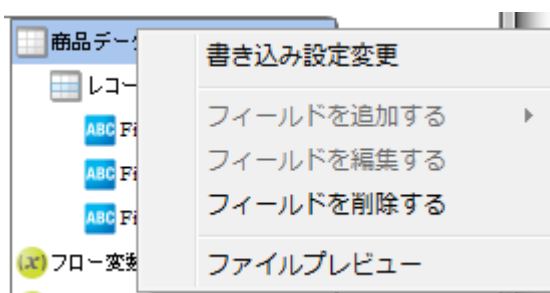 商品デー
書き込み設定変更
レコー
フィールドを追加する
ABC Fi
フィールドを編集する
ABC Fi
フィールドを削除する
ABC Fi
(x) フロー変数
ファイルプレビュー